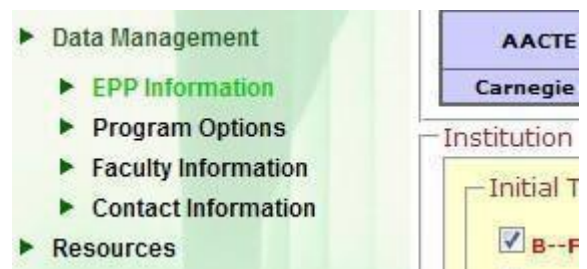 Data Management
EPP Information
Program Options
Faculty Information
Contact Information
Resources
AACTE
Carnegie
Institution
Initial T
B--F